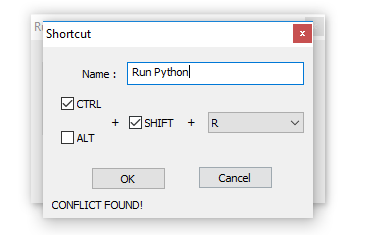 Shortcut
Name : Run Python
CTRL
+ SHIFT + R
ALT
OK Cancel
CONFLICT FOUND!